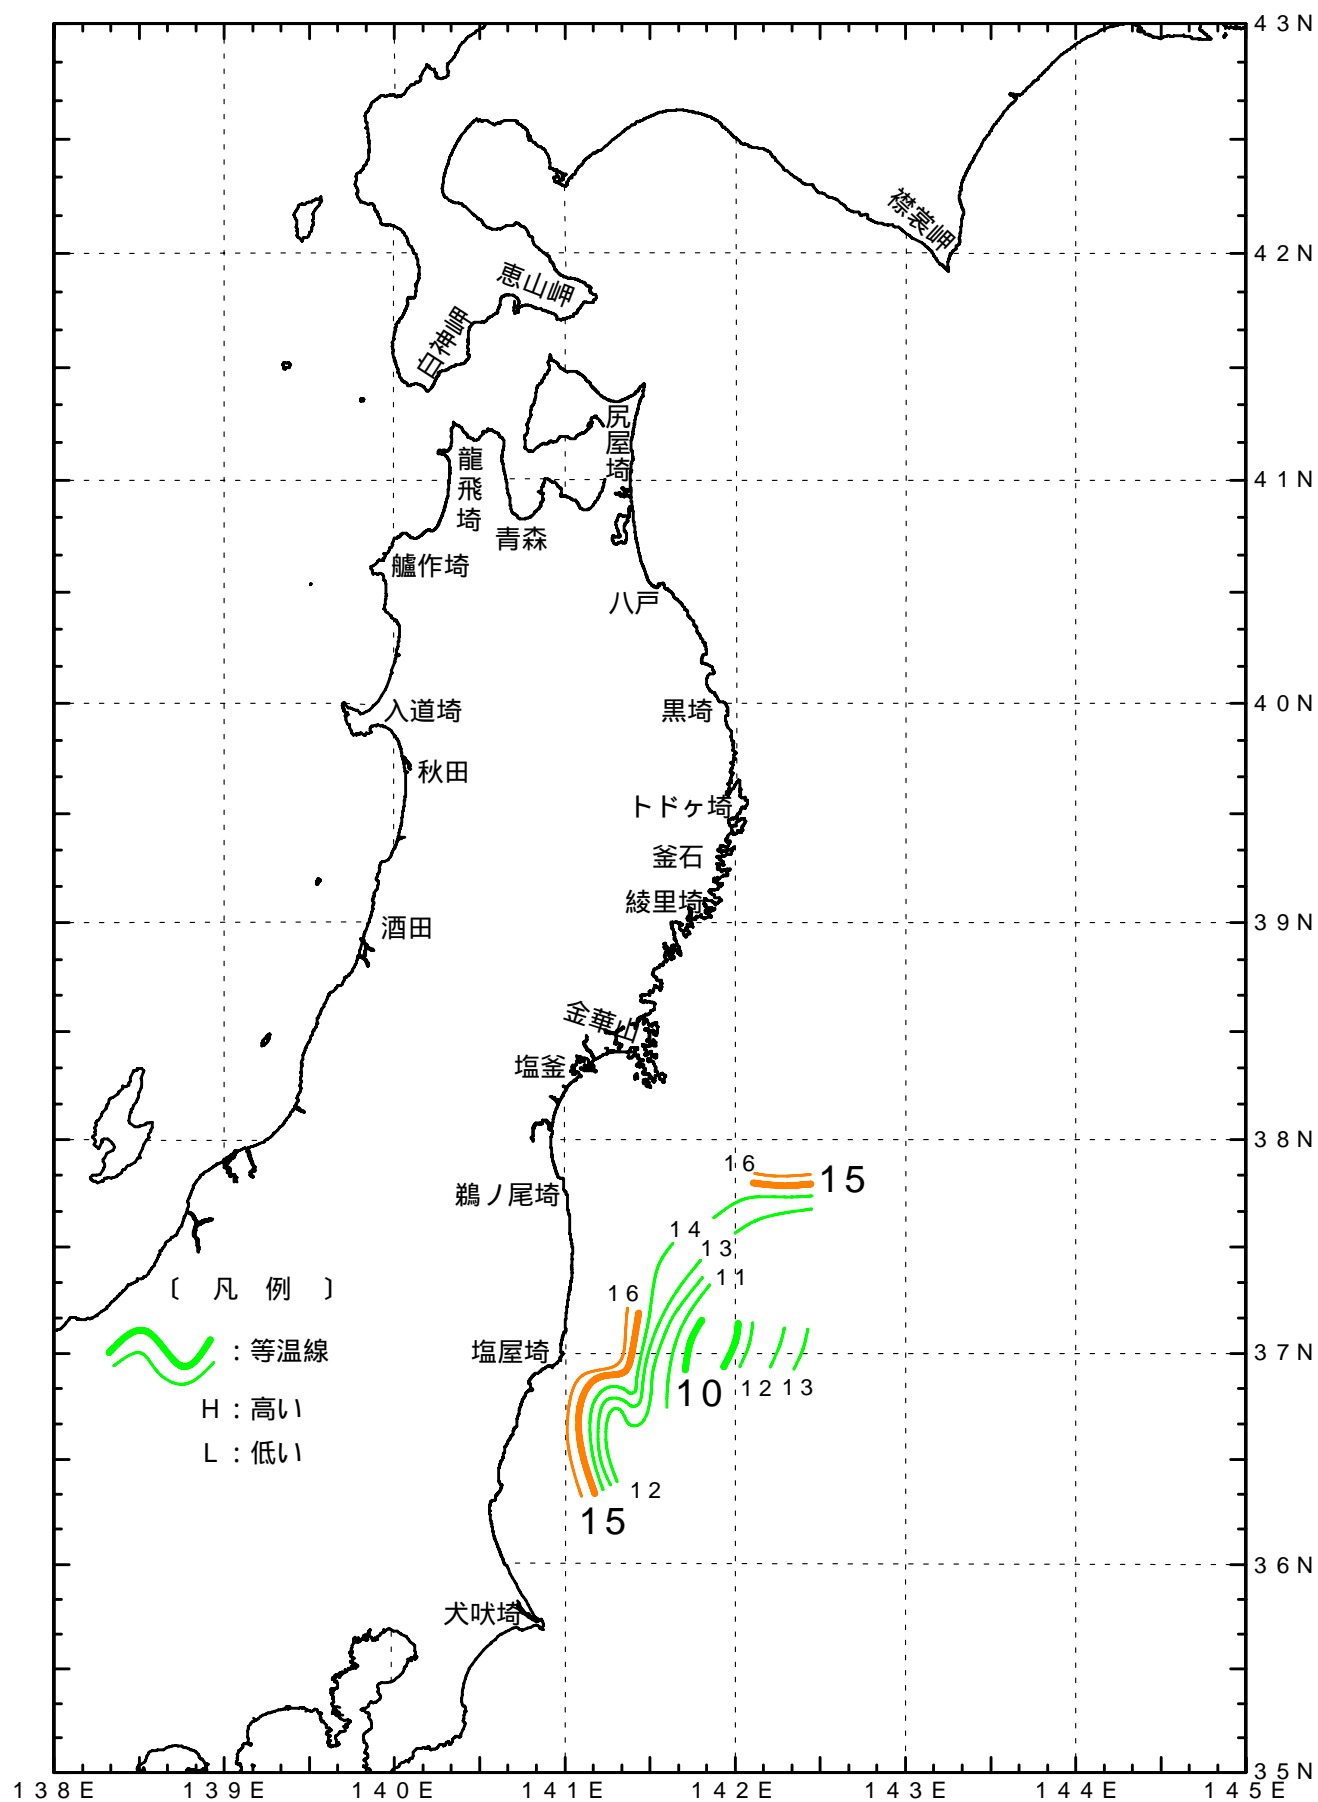 43N
襟裳岬
42N
恵山岬
白神岬
尻屋埼
41N
龍飛埼
青森
艫作埼
八戸
入道埼
黒埼
40N
秋田
トドヶ埼
釜石
綾里埼
39N
酒田
金華山
塩釜
38N
16
15
鵜ノ尾埼
14
13
11
〔 凡 例 〕
16
:等温線
塩屋埼
37N
10
12
13
H:高い
L:低い
12
15
36N
犬吠埼
35N
138E
139E
140E
141E
142E
143E
144E
145E